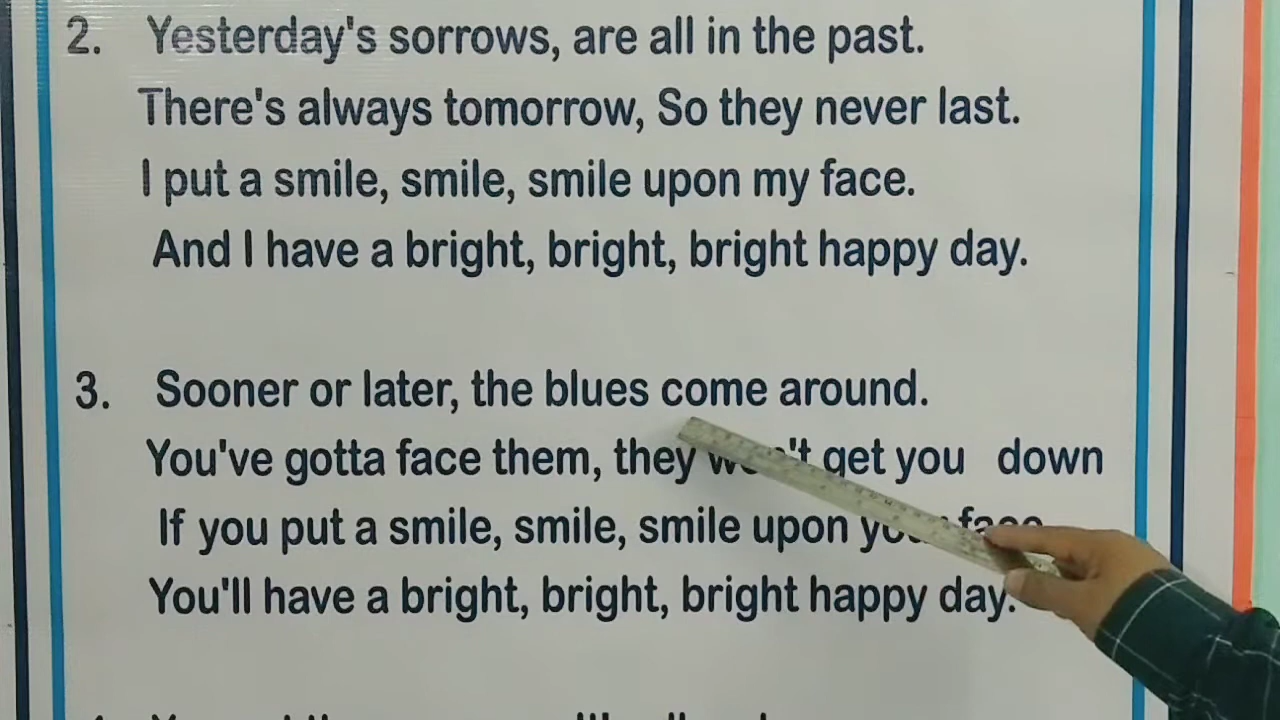 2. Yesterday's sorrows, are all in the past.
There's always tomorrow, So they never last.
I put a smile, smile, smile upon my face.
And I have a bright, bright, bright happy day.
3. Sooner or later, the blues come around.
You've gotta face them, they won't get you down
If you put a smile, smile, smile upon your face
You'll have a bright, bright, bright happy day.